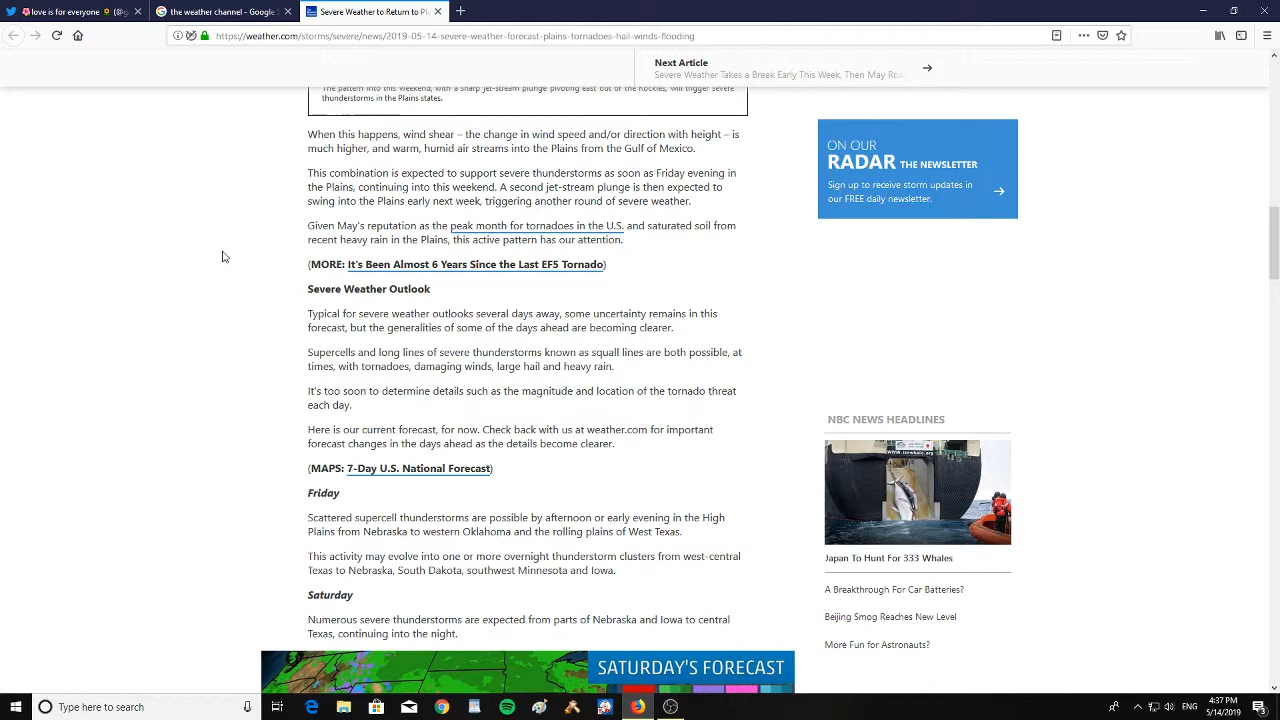 love is for everyone
the weather channel - Google S
Severe Weather to Return to Pl
https://weather.com/storms/severe/news/2019-05-14-severe-weather-forecast-plains-tornadoes-hail-winds-flooding
Next Article
Severe Weather Takes a Break Early This Week, Then May Roa
The pattern into this weekend, with a sharp jet-stream plunge pivoting east out of the Rockies, will trigger severe
thunderstorms in the Plains states.
When this happens, wind shear – the change in wind speed and/or direction with height – is
much higher, and warm, humid air streams into the Plains from the Gulf of Mexico.
This combination is expected to support severe thunderstorms as soon as Friday evening in
the Plains, continuing into this weekend. A second jet-stream plunge is then expected to
swing into the Plains early next week, triggering another round of severe weather.
Given May's reputation as the peak month for tornadoes in the U.S. and saturated soil from
recent heavy rain in the Plains, this active pattern has our attention.
(MORE: It's Been Almost 6 Years Since the Last EF5 Tornado)
Severe Weather Outlook
Typical for severe weather outlooks several days away, some uncertainty remains in this
forecast, but the generalities of some of the days ahead are becoming clearer.
Supercells and long lines of severe thunderstorms known as squall lines are both possible, at
times, with tornadoes, damaging winds, large hail and heavy rain.
It's too soon to determine details such as the magnitude and location of the tornado threat
each day.
Here is our current forecast, for now. Check back with us at weather.com for important
forecast changes in the days ahead as the details become clearer.
(MAPS: 7-Day U.S. National Forecast)
Friday
Scattered supercell thunderstorms are possible by afternoon or early evening in the High
Plains from Nebraska to western Oklahoma and the rolling plains of West Texas.
This activity may evolve into one or more overnight thunderstorm clusters from west-central
Texas to Nebraska, South Dakota, southwest Minnesota and Iowa.
Saturday
Numerous severe thunderstorms are expected from parts of Nebraska and Iowa to central
Texas, continuing into the night.
SATURDAY'S FORECAST
ON OUR
RADAR THE NEWSLETTER
Sign up to receive storm updates in
our FREE daily newsletter.
NBC NEWS HEADLINES
Japan To Hunt For 333 Whales
A Breakthrough For Car Batteries?
Beijing Smog Reaches New Level
More Fun for Astronauts?
Type here to search
ENG
4:37 PM
5/14/2019